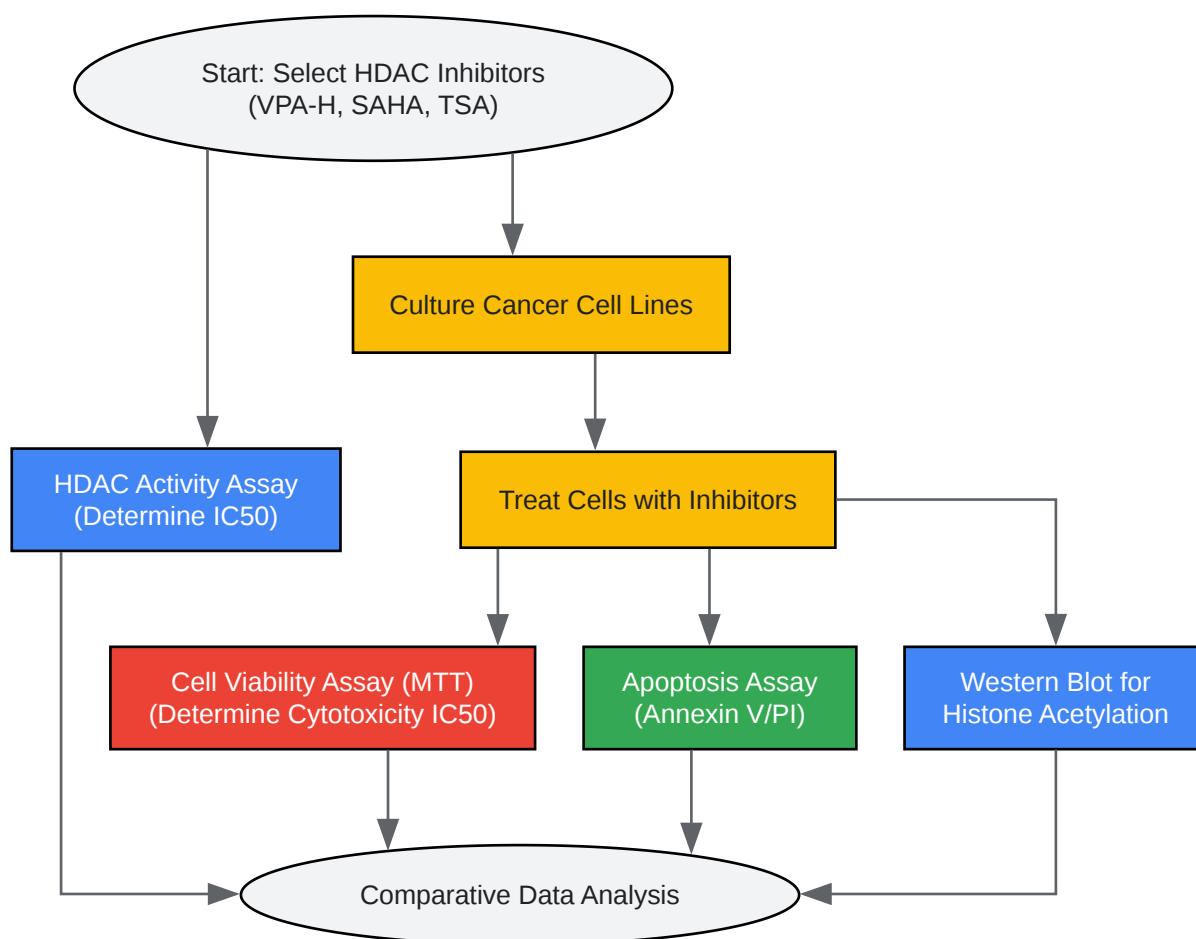 Start: Select HDAC Inhibitors
(VPA-H, SAHA, TSA)
Culture Cancer Cell Lines
HDAC Activity Assay
(Determine IC50)
Treat Cells with Inhibitors
Cell Viability Assay (MTT)
(Determine Cytotoxicity IC50)
Apoptosis Assay
(Annexin V/PI)
Western Blot for
Histone Acetylation
Comparative Data Analysis